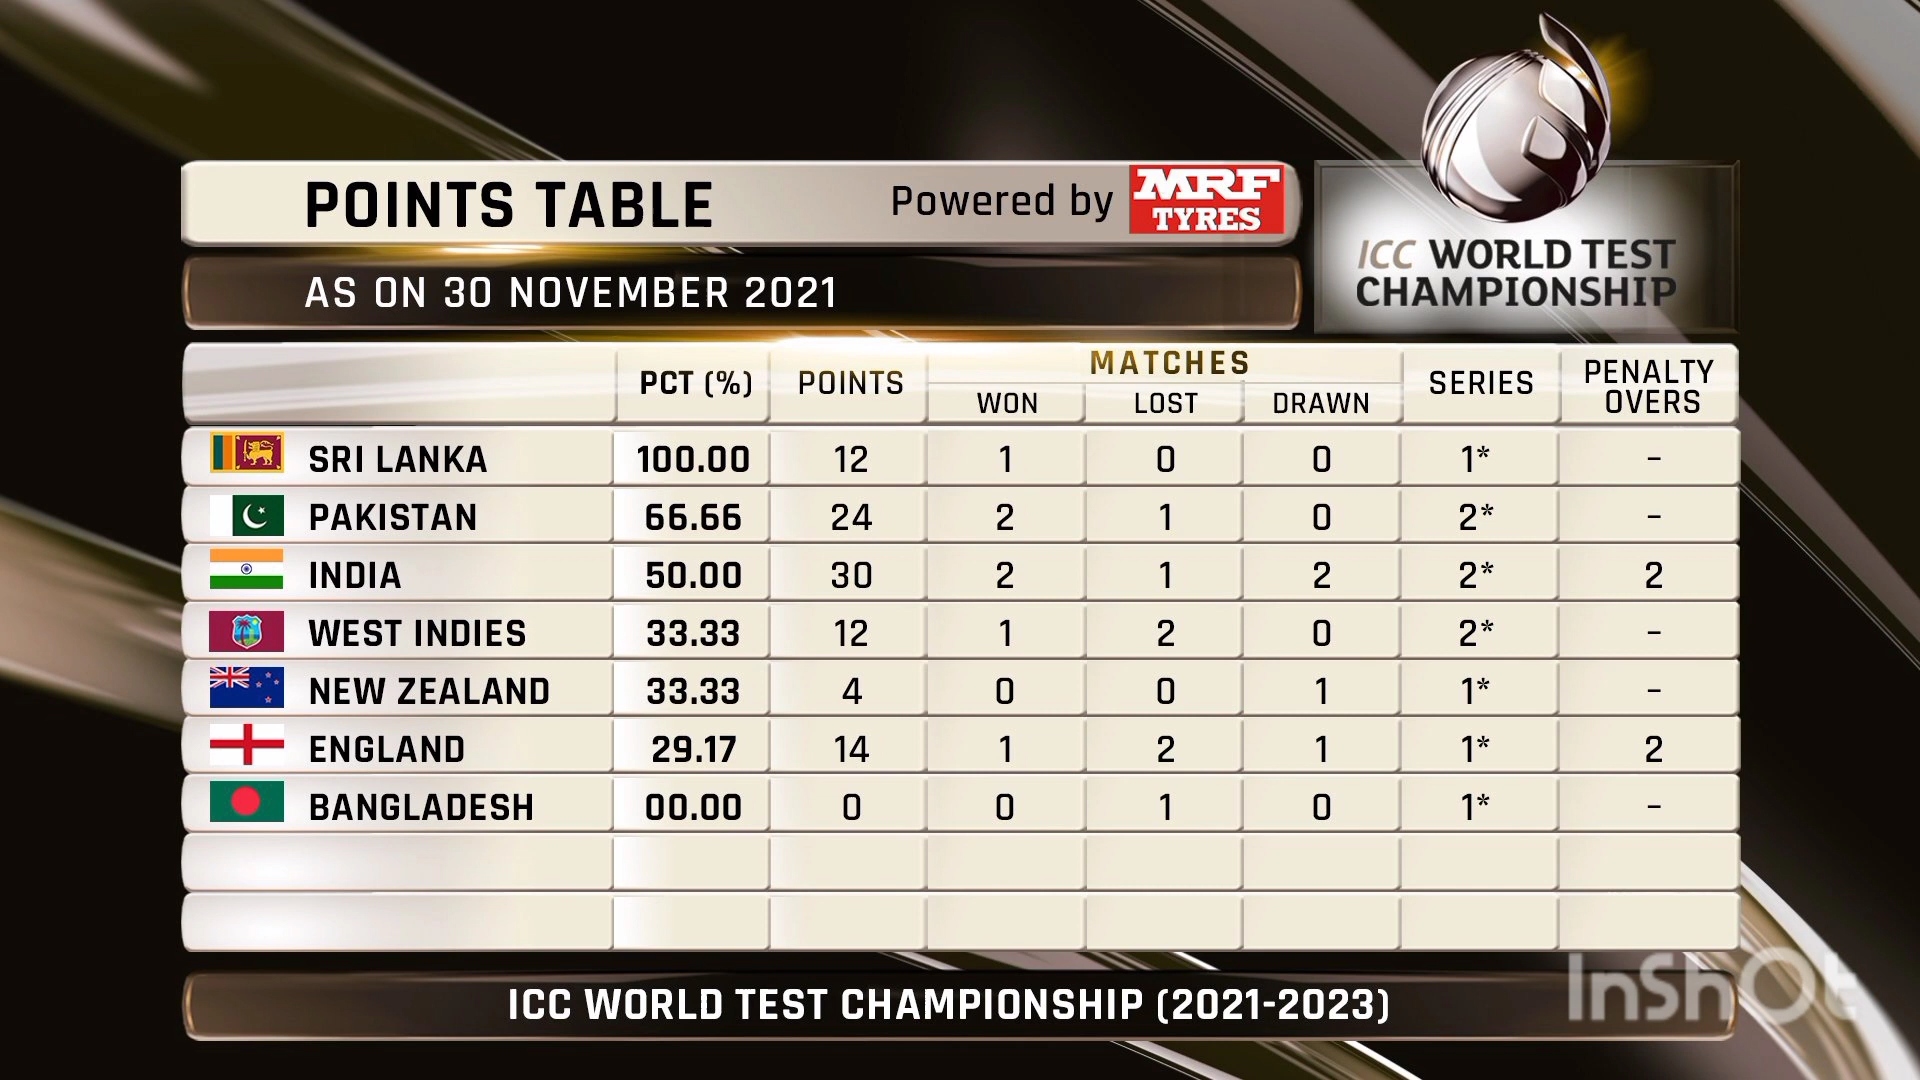 POINTS TABLE Powered by MRF TYRES
AS ON 30 NOVEMBER 2021
ICC WORLD TEST
CHAMPIONSHIP
PCT (%) POINTS MATCHES WON LOST DRAWN SERIES PENALTY OVERS
SRI LANKA 100.00 12 1 0 0 1* -
PAKISTAN 66.66 24 2 1 0 2* -
INDIA 50.00 30 2 1 2 2* 2
WEST INDIES 33.33 12 1 2 0 2* -
NEW ZEALAND 33.33 4 0 0 1 1* -
ENGLAND 29.17 14 1 2 1 1* 2
BANGLADESH 00.00 0 0 1 0 1* -
ICC WORLD TEST CHAMPIONSHIP (2021-2023)
InShOt